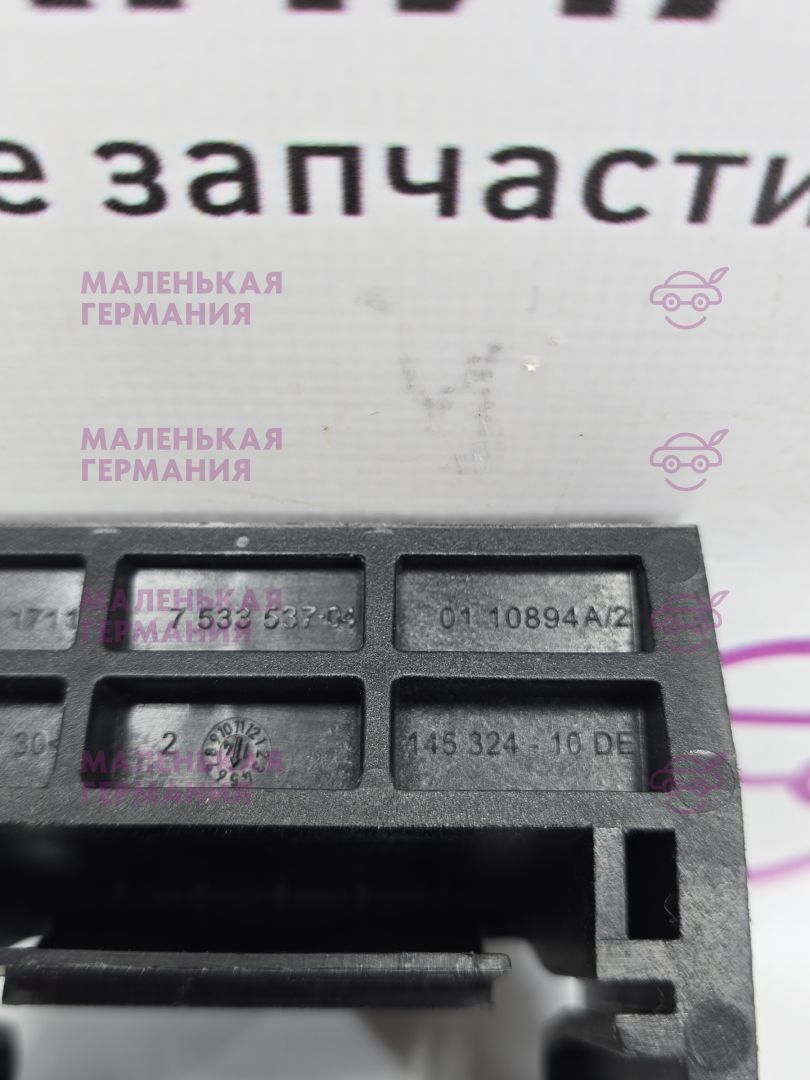 е запчасти
МАЛЕНЬКАЯ
ГЕРМАНИЯ
МАЛЕНЬКАЯ
ГЕРМАНИЯ
7 533 537-04
01 10894A/2
МАЛЕНЬКАЯ
ГЕРМАНИЯ
30
2
145 324 - 10 DE
МАЛЕНЬКАЯ
ГЕРМАНИЯ